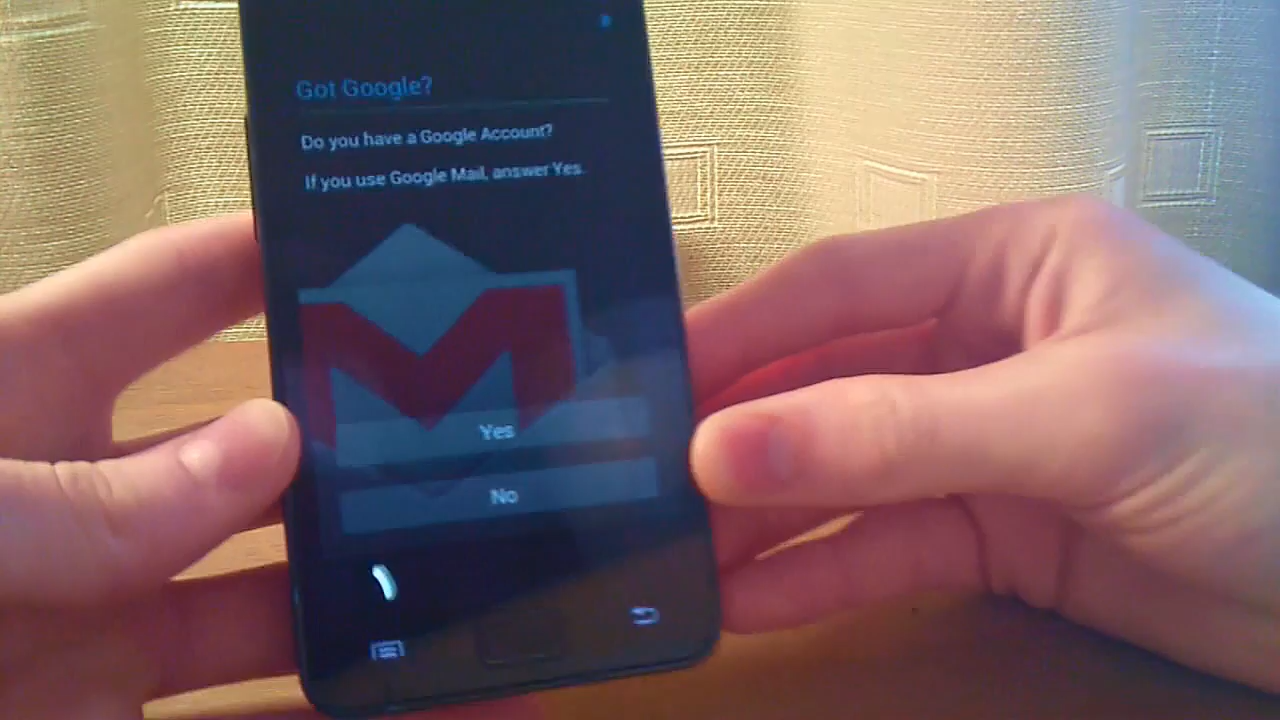 Got Google?
Do you have a Google Account?
If you use Google Mail, answer Yes.
Yes
No